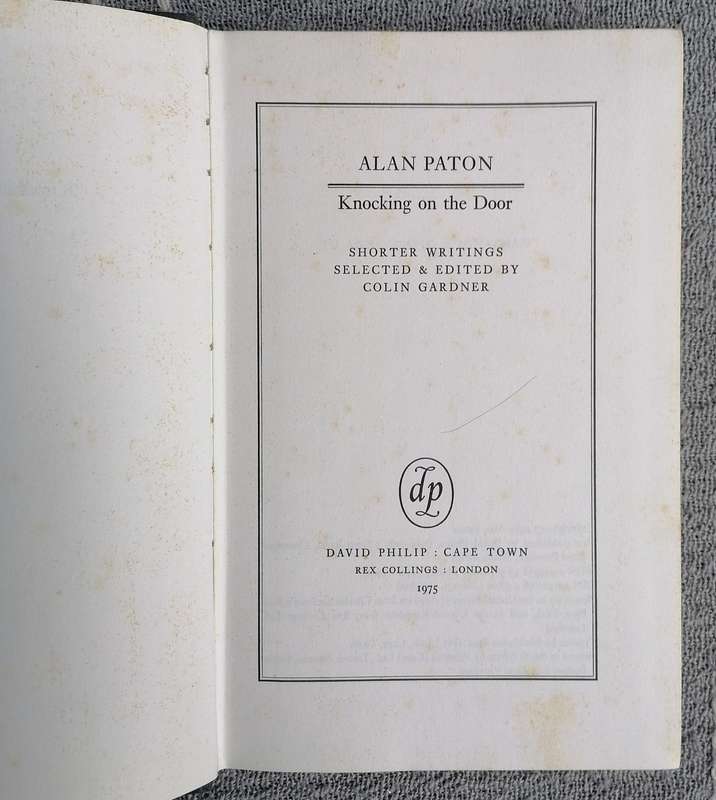 ALAN PATON
Knocking on the Door
SHORTER WRITINGS
SELECTED & EDITED BY
COLIN GARDNER
dp
DAVID PHILIP : CAPE TOWN
REX COLLINGS : LONDON
1975